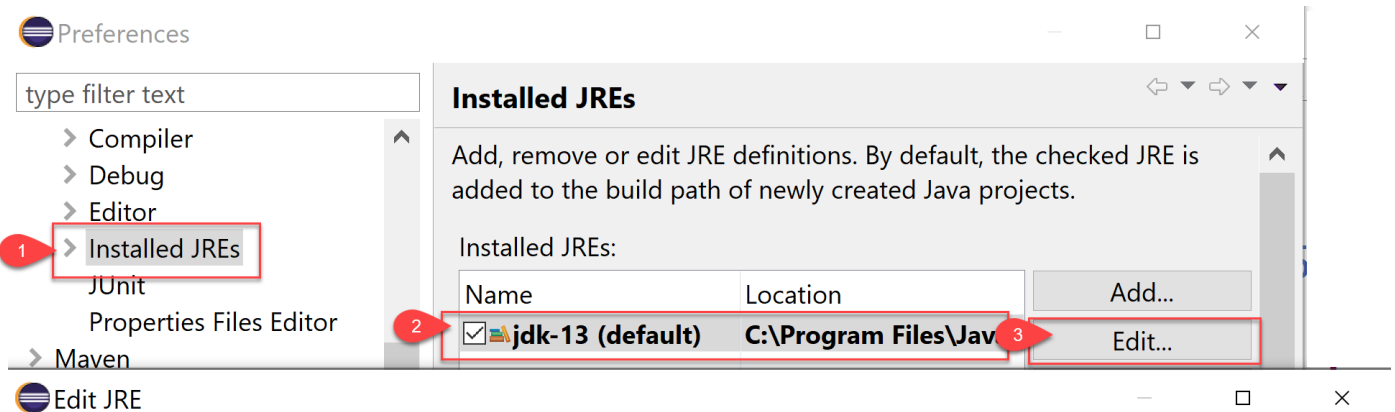 Preferences
type filter text
Compiler
Debug
Editor
1
Installed JREs
JUnit
Properties Files Editor
Maven
Installed JREs
Add, remove or edit JRE definitions. By default, the checked JRE is
added to the build path of newly created Java projects.
Installed JREs:
Name Location
2
jdk-13 (default) C:\Program Files\Jav
Add...
3
Edit...
Edit JRE